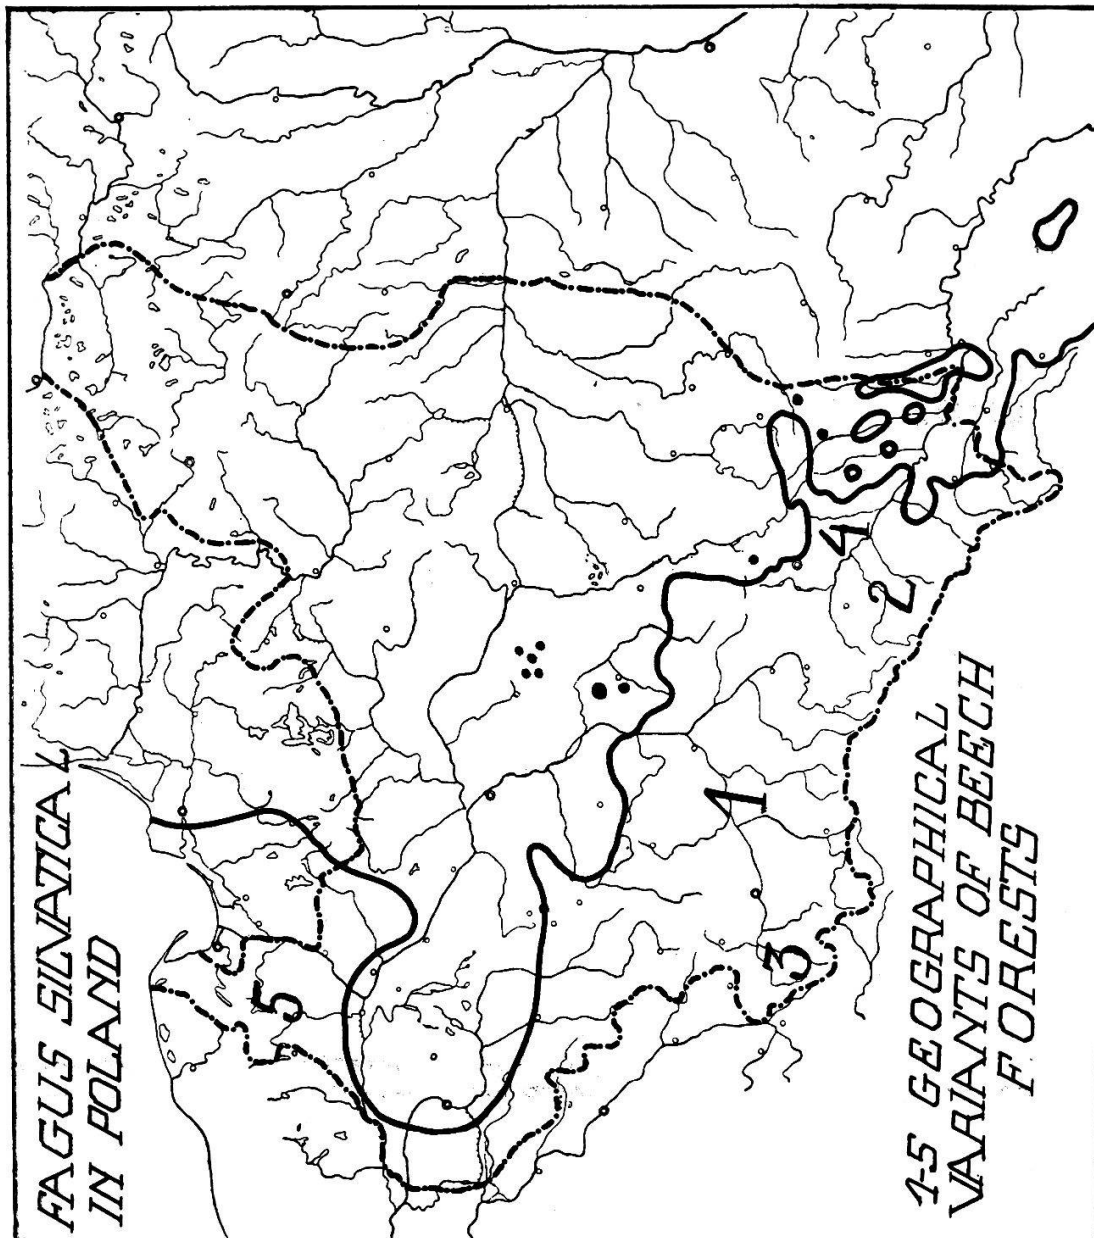 FAGUS SILVATICA L
IN POLAND
5
3
1
2
4
1-5 GEOGRAPHICAL
VARIANTS OF BEECH
FORESTS